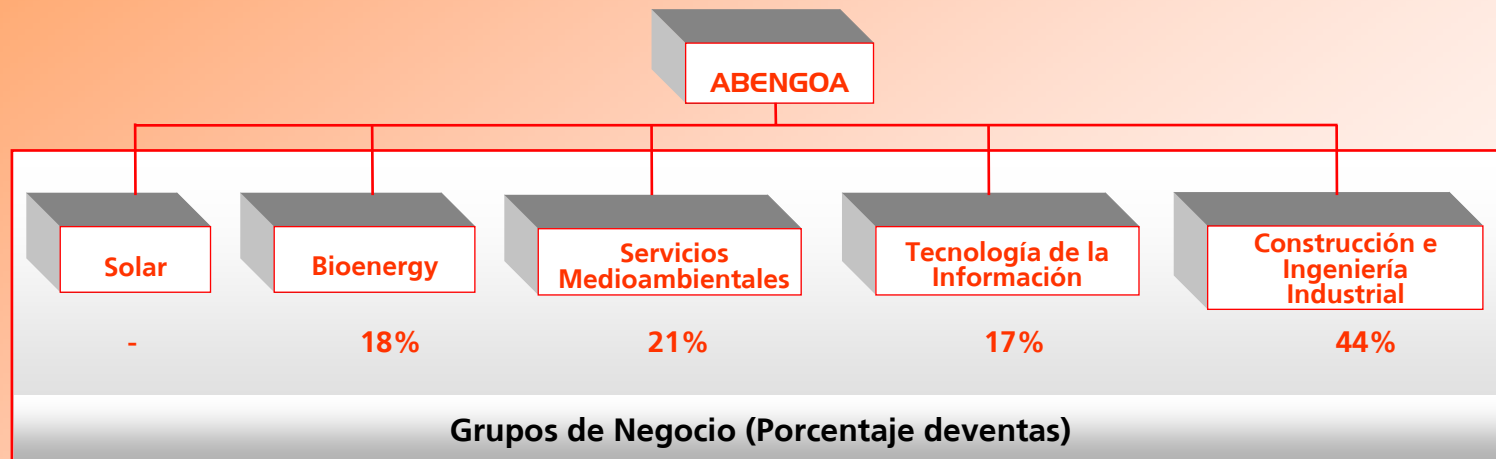 ABENGOA
Solar
Bioenergy
Servicios
Medioambientales
Tecnología de la
Información
Construcción e
Ingeniería
Industrial
-
18%
21%
17%
44%
Grupos de Negocio (Porcentaje deventas)